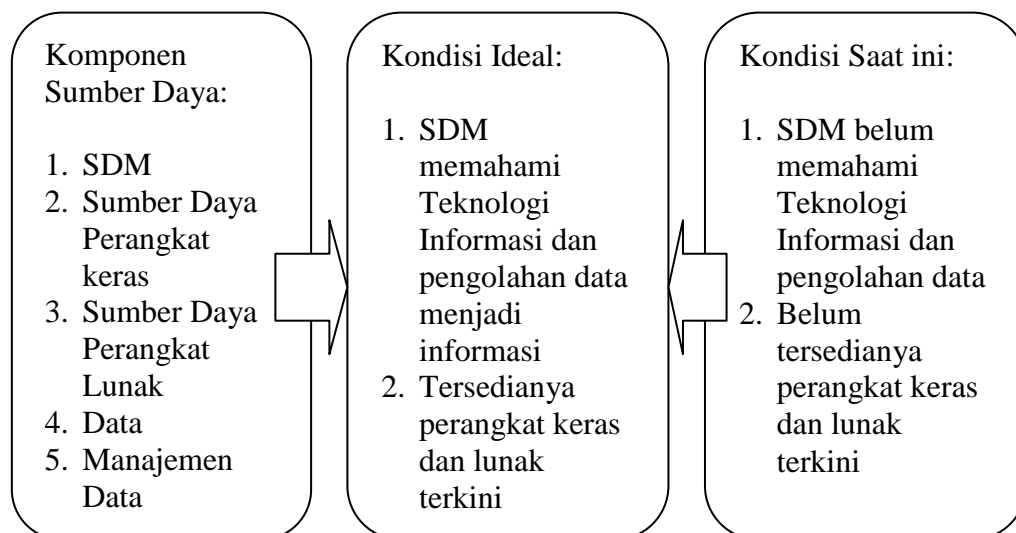 Komponen
Sumber Daya:
1. SDM
2. Sumber Daya
Perangkat
keras
3. Sumber Daya
Perangkat
Lunak
4. Data
5. Manajemen
Data
Kondisi Ideal:
1. SDM
memahami
Teknologi
Informasi dan
pengolahan data
menjadi
informasi
2. Tersedianya
perangkat keras
dan lunak
terkini
Kondisi Saat ini:
1. SDM belum
memahami
Teknologi
Informasi dan
pengolahan data
2. Belum
tersedianya
perangkat keras
dan lunak
terkini